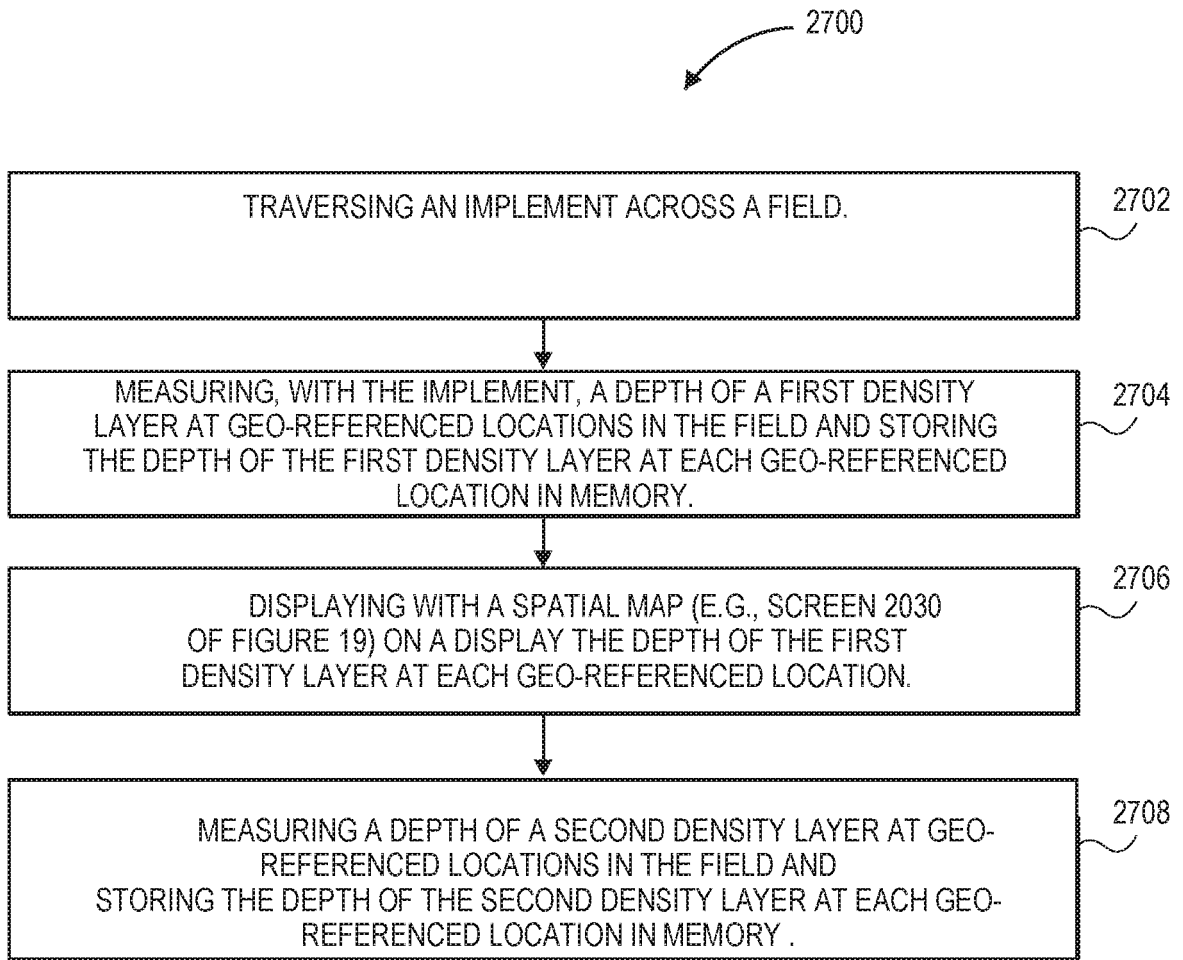 2700
TRAVERSING AN IMPLEMENT ACROSS A FIELD.
2702
MEASURING, WITH THE IMPLEMENT, A DEPTH OF A FIRST DENSITY
LAYER AT GEO-REFERENCED LOCATIONS IN THE FIELD AND STORING
THE DEPTH OF THE FIRST DENSITY LAYER AT EACH GEO-REFERENCED
LOCATION IN MEMORY.
2704
DISPLAYING WITH A SPATIAL MAP (E.G., SCREEN 2030
OF FIGURE 19) ON A DISPLAY THE DEPTH OF THE FIRST
DENSITY LAYER AT EACH GEO-REFERENCED LOCATION.
2706
MEASURING A DEPTH OF A SECOND DENSITY LAYER AT GEO-
REFERENCED LOCATIONS IN THE FIELD AND
STORING THE DEPTH OF THE SECOND DENSITY LAYER AT EACH GEO-
REFERENCED LOCATION IN MEMORY .
2708